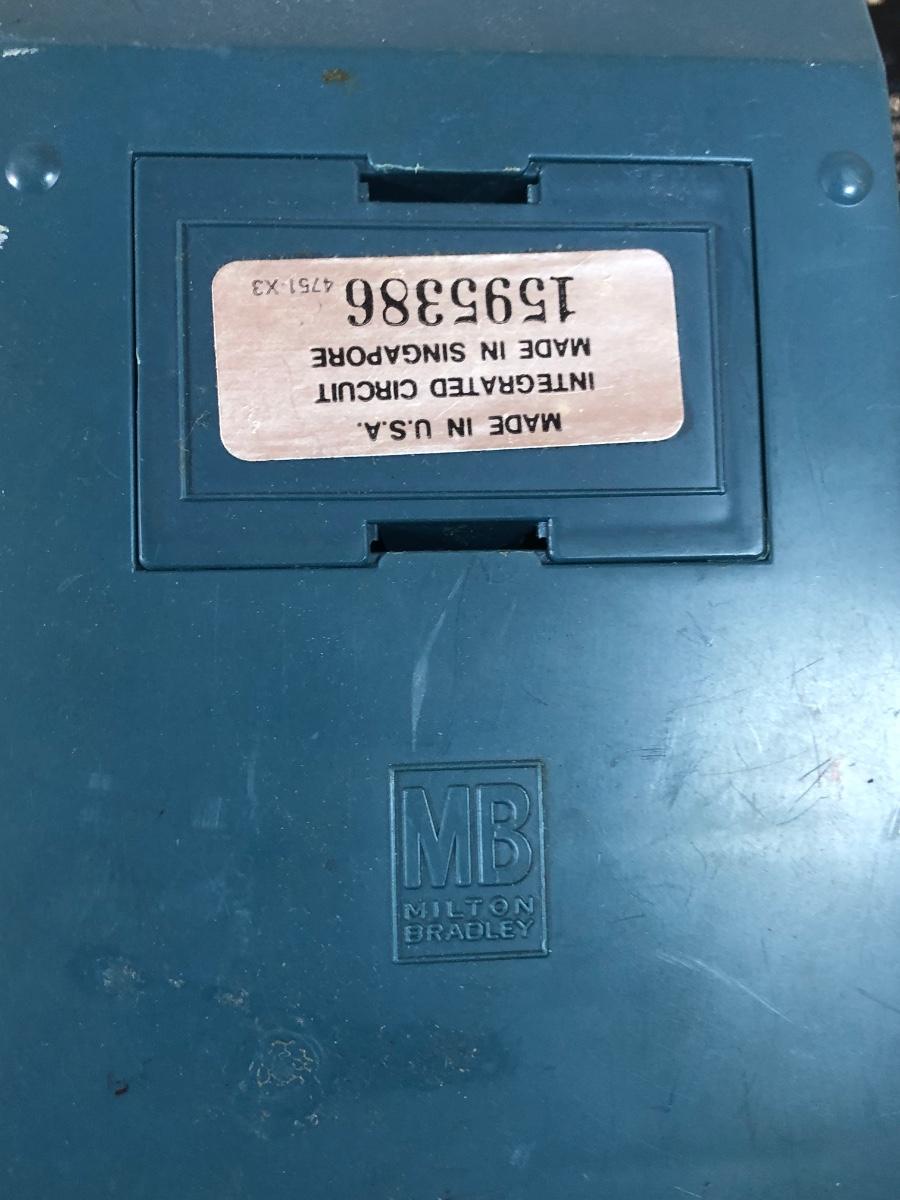 MADE IN U.S.A.
INTEGRATED CIRCUIT
MADE IN SINGAPORE
1595386 4751-X3
MB
MILTON
BRADLEY